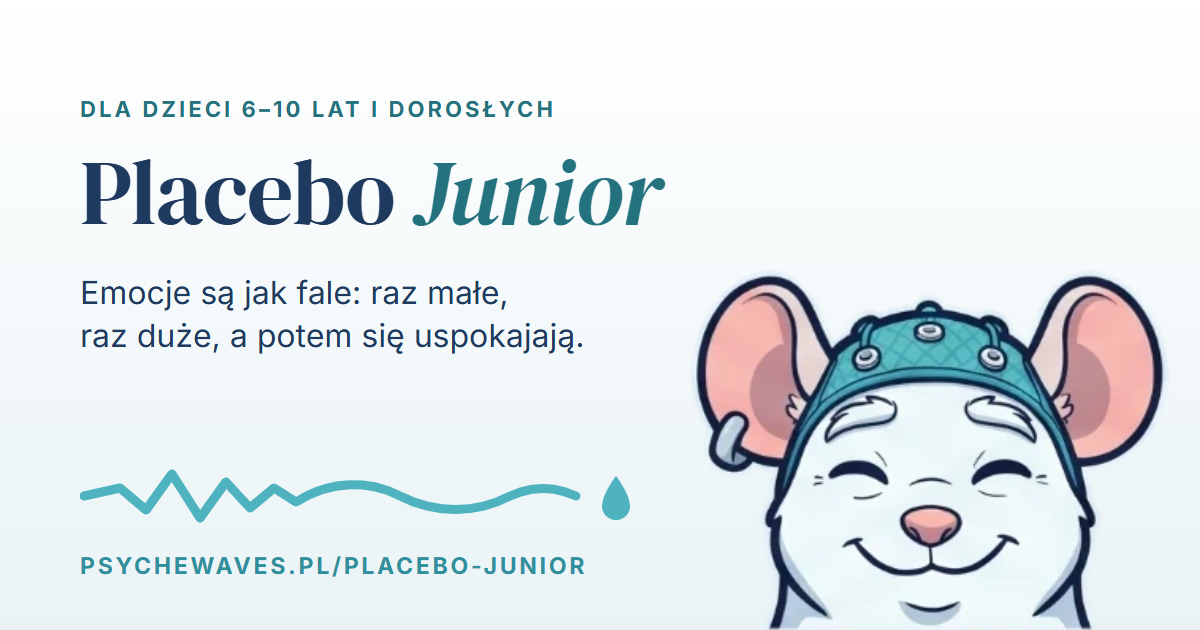 DLA DZIECI 6–10 LAT I DOROSŁYCH
Placebo Junior
Emocje są jak fale: raz małe,
raz duże, a potem się uspokajają.
PSYCHEWAVES.PL/PLACEBO-JUNIOR